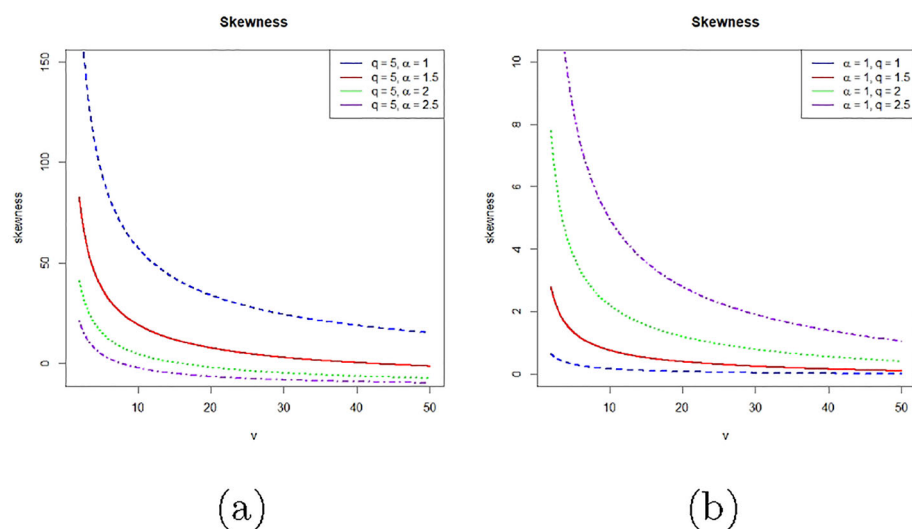 Skewness
150
100
50
0
skewness
q = 5, α = 1
q = 5, α = 1.5
q = 5, α = 2
q = 5, α = 2.5
10
20
30
40
50
v
(a)
Skewness
10
8
6
4
2
0
skewness
α = 1, q = 1
α = 1, q = 1.5
α = 1, q = 2
α = 1, q = 2.5
10
20
30
40
50
v
(b)